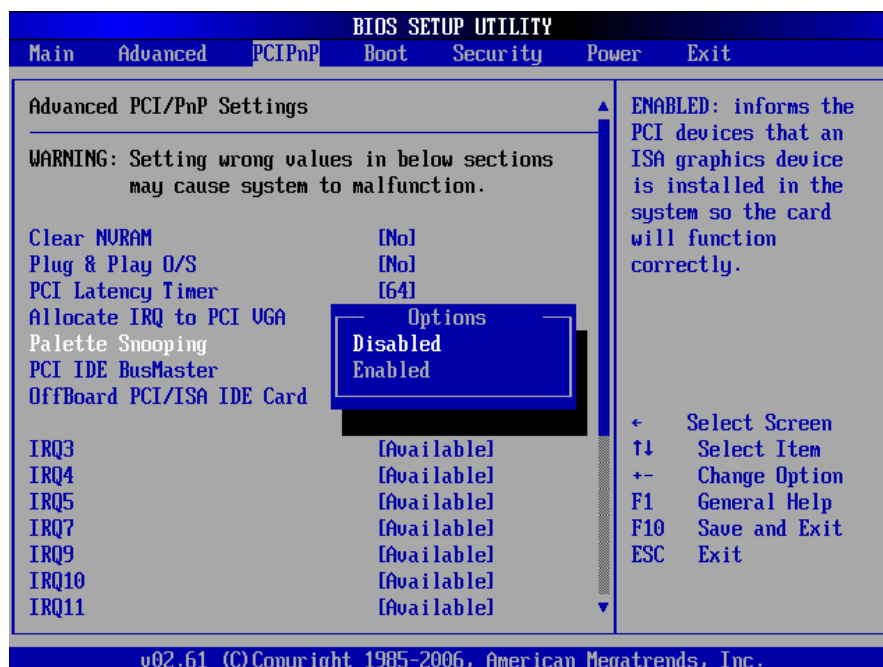 BIOS SETUP UTILITY
Main Advanced PCIPnP Boot Security Power Exit
Advanced PCI/PnP Settings
WARNING: Setting wrong values in below sections
may cause system to malfunction.
Clear NVRAM [No]
Plug & Play O/S [No]
PCI Latency Timer [64]
Allocate IRQ to PCI VGA
Palette Snooping
PCI IDE BusMaster
OffBoard PCI/ISA IDE Card
Options
Disabled
Enabled
IRQ3 [Available]
IRQ4 [Available]
IRQ5 [Available]
IRQ7 [Available]
IRQ9 [Available]
IRQ10 [Available]
IRQ11 [Available]
ENABLED: informs the
PCI devices that an
ISA graphics device
is installed in the
system so the card
will function
correctly.
← Select Screen
↑↓ Select Item
+- Change Option
F1 General Help
F10 Save and Exit
ESC Exit
v02.61 (C)Copyright 1985-2006, American Megatrends, Inc.